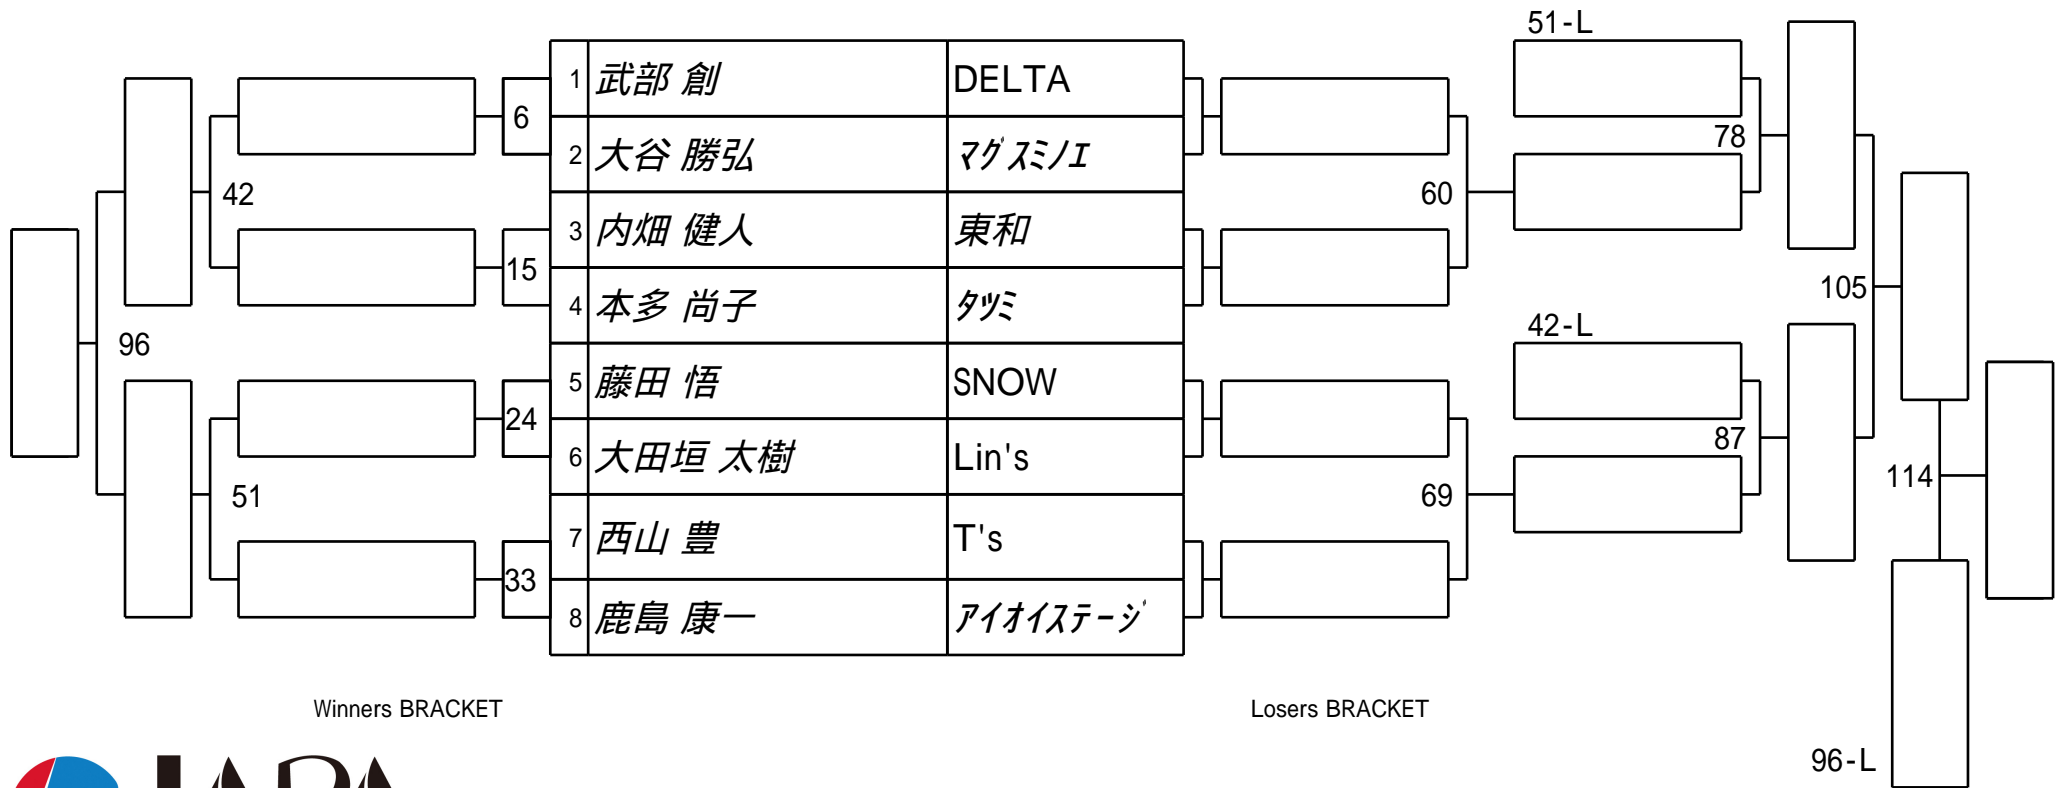 51-L
1 武部 創 DELTA
6
2 大谷 勝弘 ﾏｸﾞｽﾐﾉｴ
78
42
60
3 内畑 健人 東和
15
4 本多 尚子 ﾀﾂﾐ
105
96
42-L
5 藤田 悟 SNOW
24
87
6 大田垣 太樹 Lin's
114
51
69
7 西山 豊 T's
33
8 鹿島 康一 ｱｲｵｲｽﾃｰｼﾞ
Winners BRACKET
Losers BRACKET
96-L
JAPA